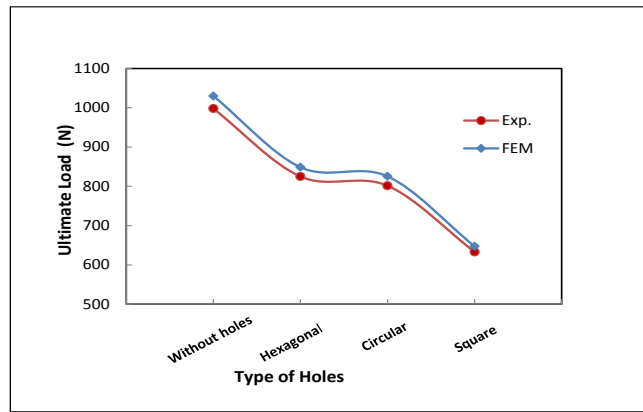 1100
1000
900
800
700
600
500
Ultimate Load (N)
Exp.
FEM
Without holes
Hexagonal
Circular
Square
Type of Holes